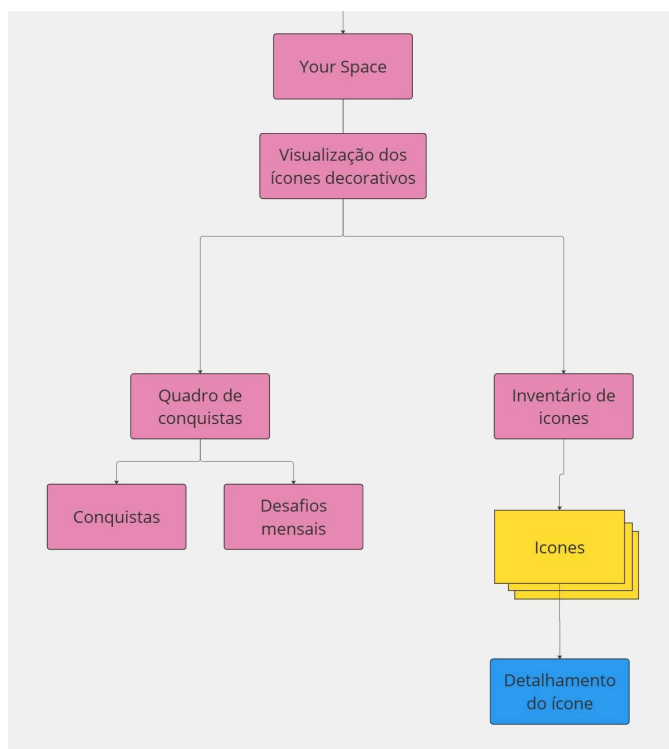 Your Space
Visualização dos
ícones decorativos
Quadro de
conquistas
Inventário de
icones
Conquistas
Desafios
mensais
Icones
Detalhamento
do ícone